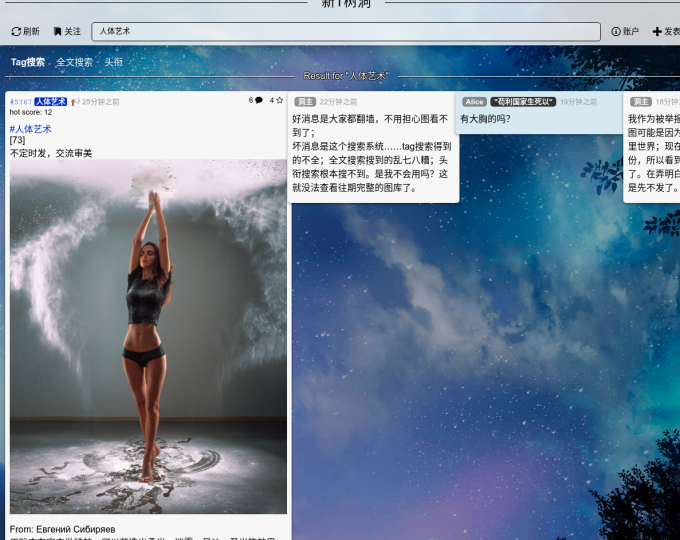 新T树洞
刷新
关注
人体艺术
账户
发表
Tag搜索 全文搜索 头衔
Result for "人体艺术"
#5767 人体艺术 25分钟之前 6 4
hot score: 12
#人体艺术
[73]
不定时发，交流审美
From: Евгений Сибиряев
洞主 22分钟之前
好消息是大家都翻墙，不用担心图看不
到了；
坏消息是这个搜索系统……tag搜索得到
的不全；全文搜索搜到的乱七八糟；头
衔搜索根本搜不到。是我不会用吗？这
就没法查看往期完整的图库了。
Alice "苟利国家生死以" 19分钟之前
有大胸的吗？
洞主 18分钟
我作为被举报
图可能是因为
里世界；现在
份，所以看到
了。在弄明白
是先不发了。